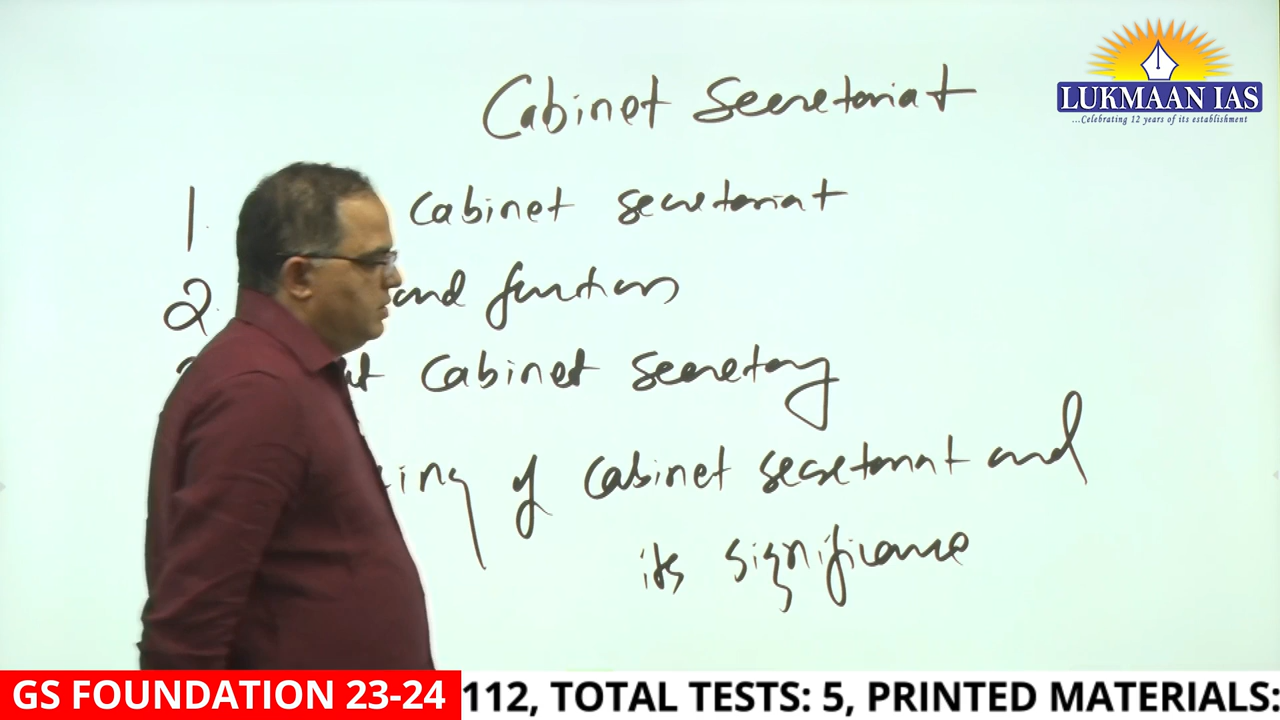 LUKMAAN IAS
...Celebrating 12 years of its establishment
Cabinet Secretariat
1. cabinet secretariat
2. and functions
Cabinet Secretary
of cabinet secretariat and
its significance
GS FOUNDATION 23-24
112, TOTAL TESTS: 5, PRINTED MATERIALS: